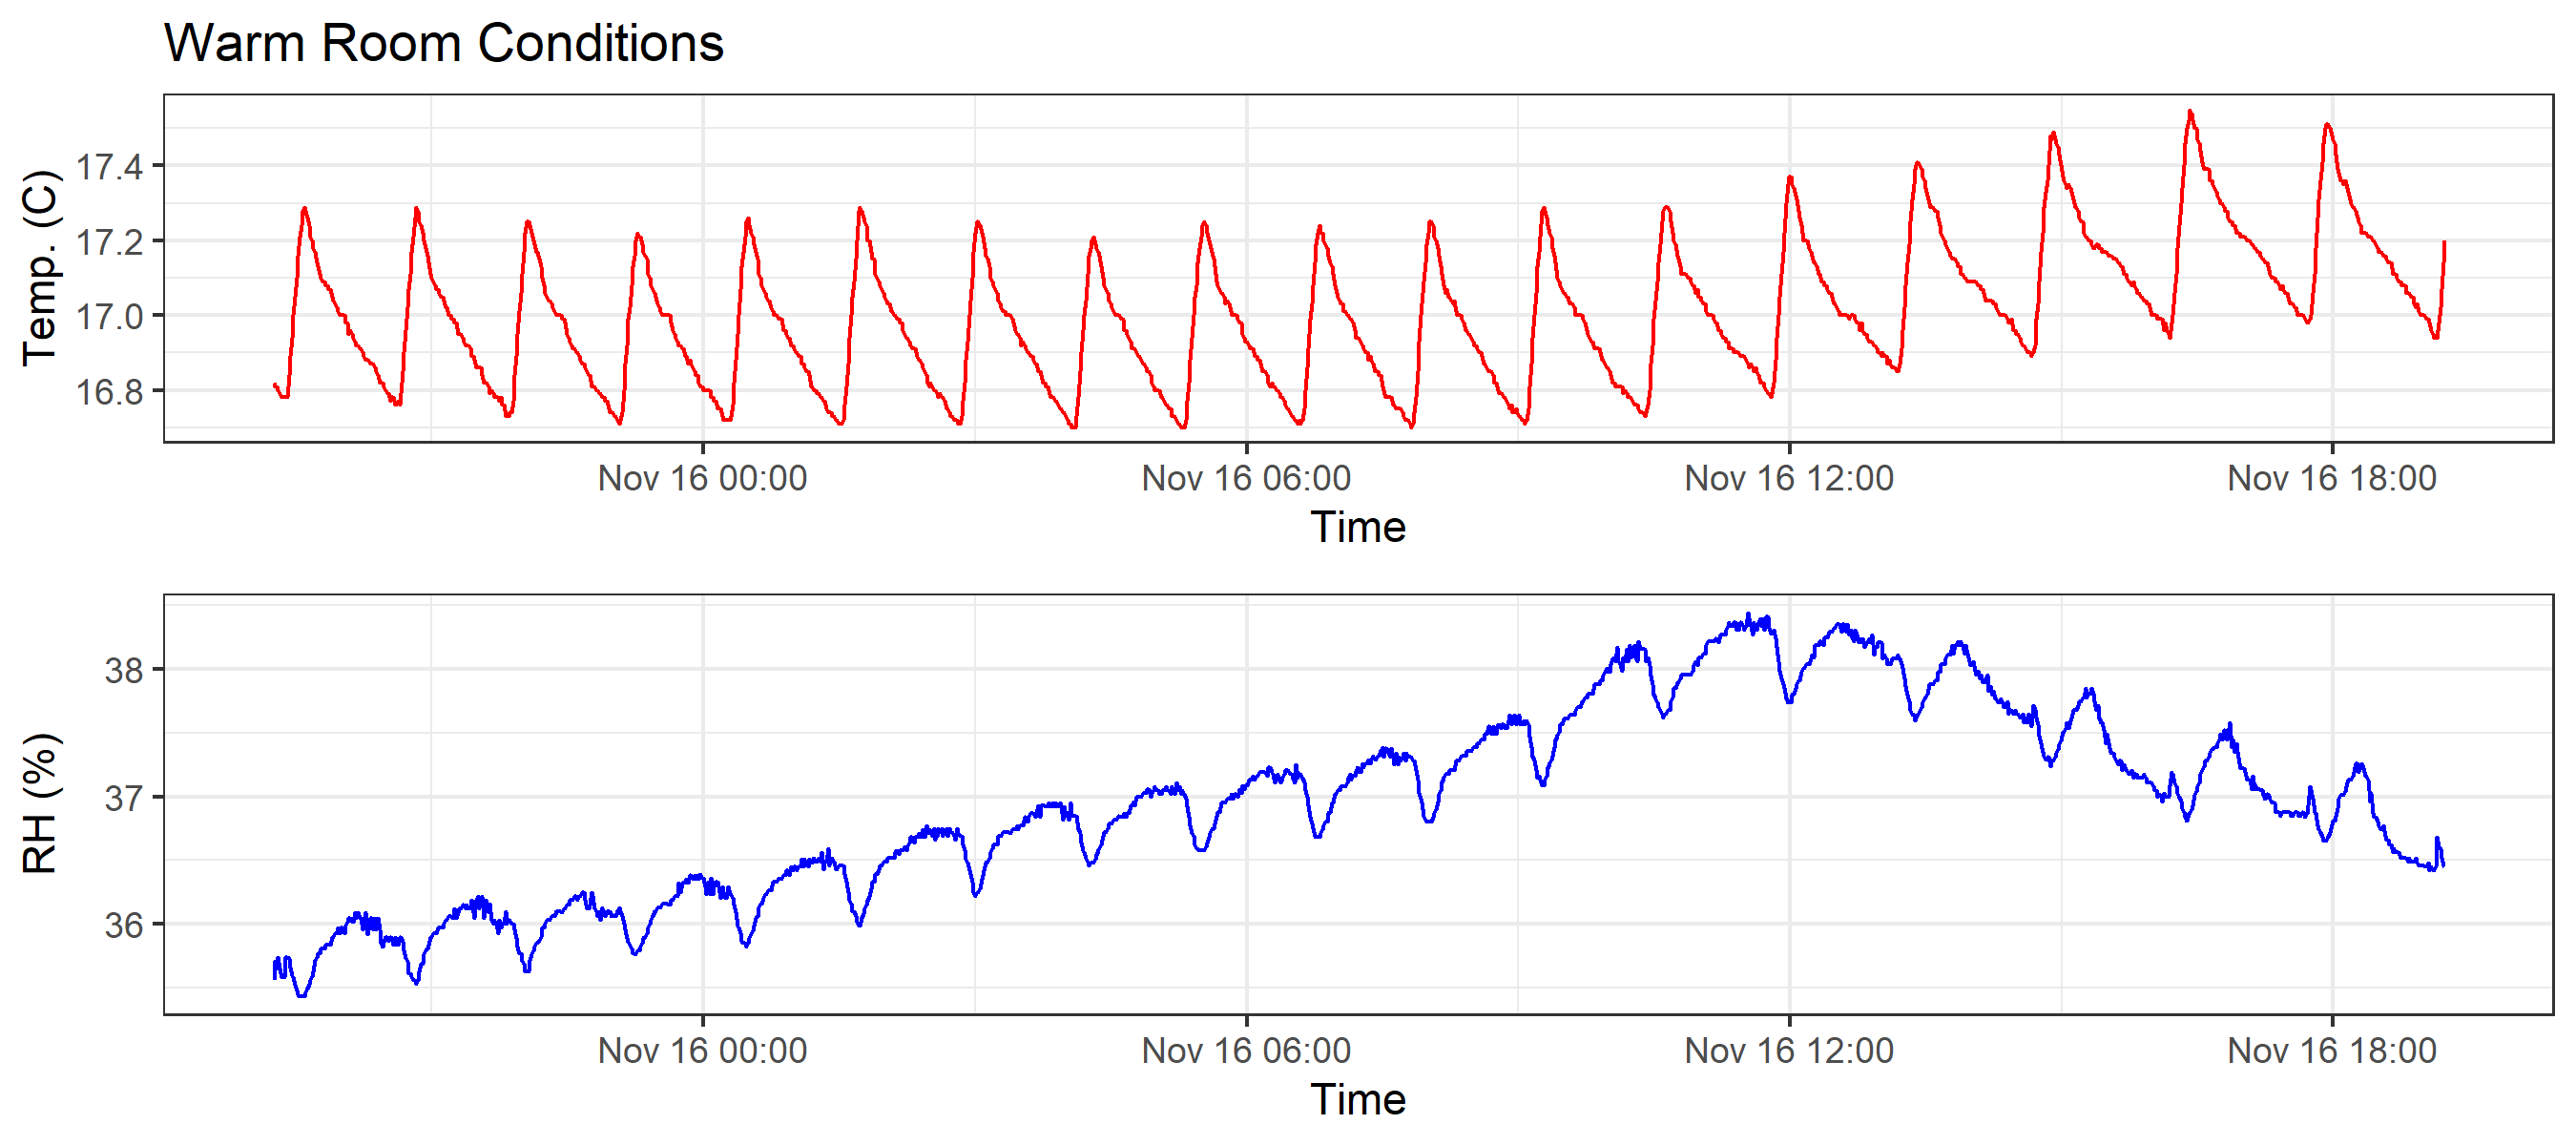 Warm Room Conditions
Temp. (C)
17.4
17.2
17.0
16.8
Nov 16 00:00 Nov 16 06:00 Nov 16 12:00 Nov 16 18:00
Time
RH (%)
38
37
36
Nov 16 00:00 Nov 16 06:00 Nov 16 12:00 Nov 16 18:00
Time